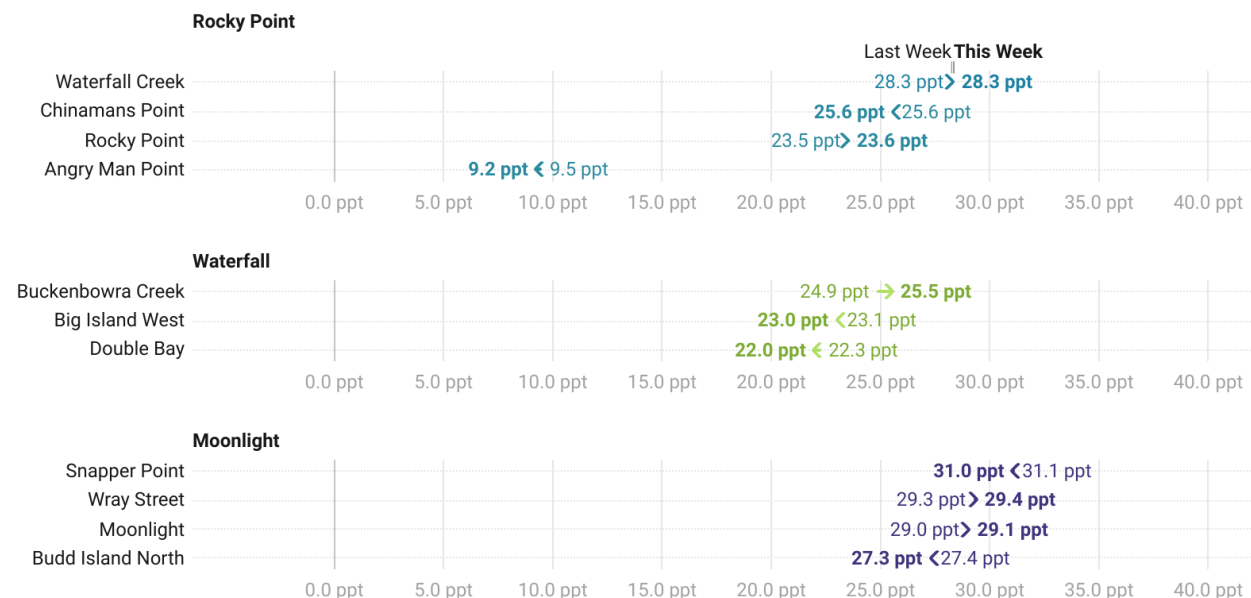 Rocky Point
Last Week This Week
Waterfall Creek 28.3 ppt 28.3 ppt
Chinamans Point 25.6 ppt 25.6 ppt
Rocky Point 23.5 ppt 23.6 ppt
Angry Man Point 9.2 ppt 9.5 ppt
0.0 ppt 5.0 ppt 10.0 ppt 15.0 ppt 20.0 ppt 25.0 ppt 30.0 ppt 35.0 ppt 40.0 ppt
Waterfall
Buckenbowra Creek 24.9 ppt 25.5 ppt
Big Island West 23.0 ppt 23.1 ppt
Double Bay 22.0 ppt 22.3 ppt
0.0 ppt 5.0 ppt 10.0 ppt 15.0 ppt 20.0 ppt 25.0 ppt 30.0 ppt 35.0 ppt 40.0 ppt
Moonlight
Snapper Point 31.0 ppt 31.1 ppt
Wray Street 29.3 ppt 29.4 ppt
Moonlight 29.0 ppt 29.1 ppt
Budd Island North 27.3 ppt 27.4 ppt
0.0 ppt 5.0 ppt 10.0 ppt 15.0 ppt 20.0 ppt 25.0 ppt 30.0 ppt 35.0 ppt 40.0 ppt